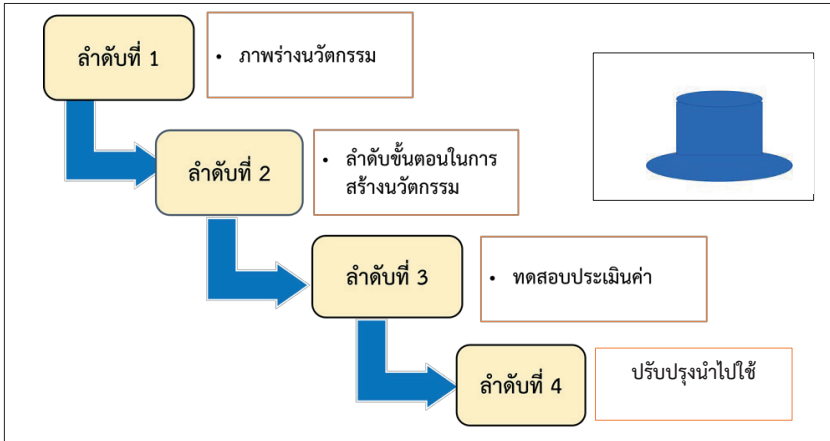 ลำดับที่ 1
• ภาพร่างนวัตกรรม
ลำดับที่ 2
• ลำดับขั้นตอนในการ
สร้างนวัตกรรม
ลำดับที่ 3
• ทดสอบประเมินค่า
ลำดับที่ 4
ปรับปรุงนำไปใช้